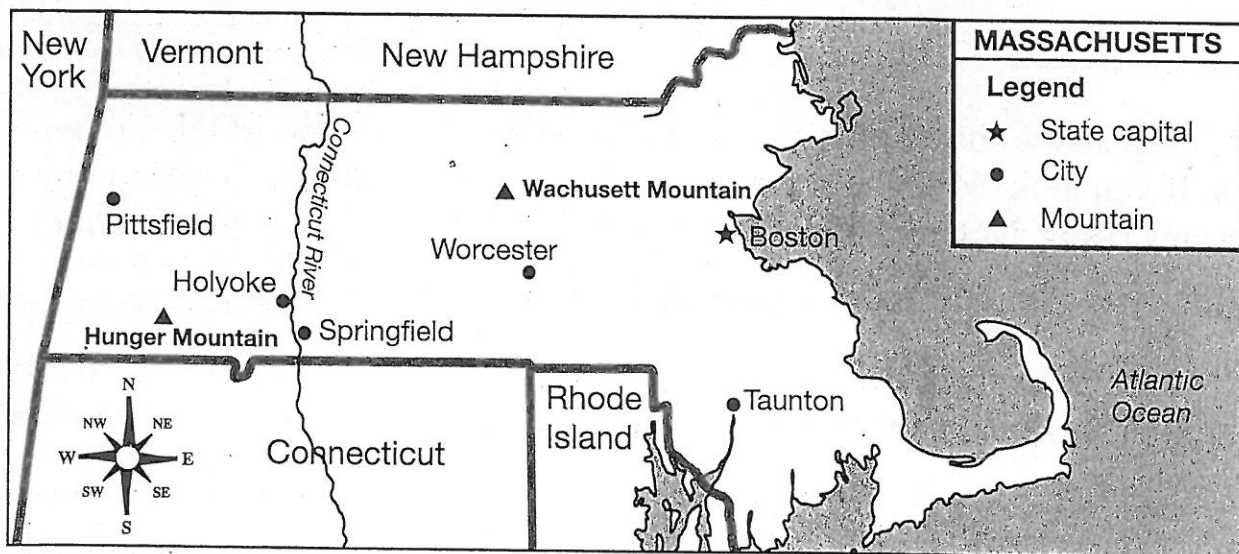 New
York
Vermont
New Hampshire
MASSACHUSETTS
Legend
State capital
City
Mountain
Connecticut River
Wachusett Mountain
Pittsfield
Boston
Worcester
Holyoke
Hunger Mountain
Springfield
Atlantic
Ocean
Rhode
Island
Taunton
Connecticut
N
NW
NE
W
E
SW
SE
S